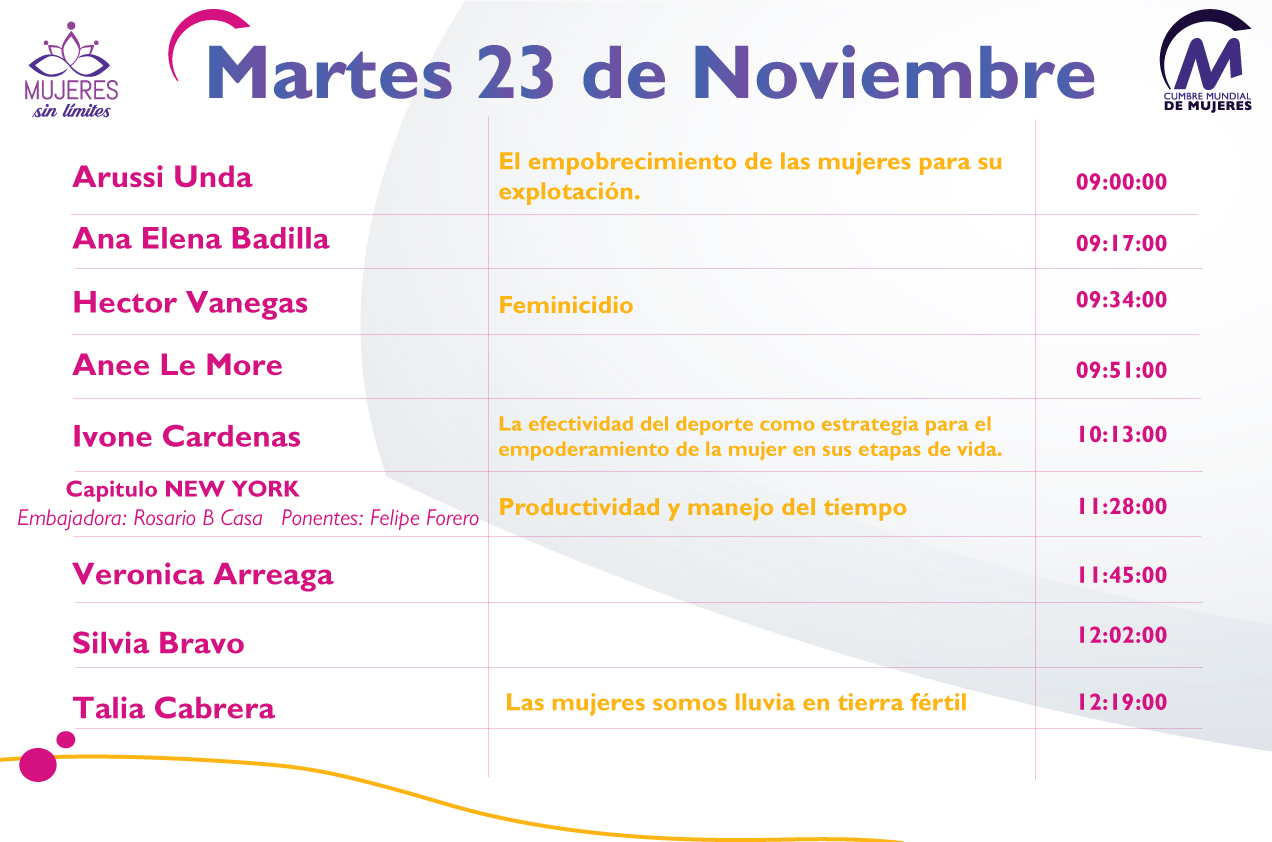 MUJERES
sin límites
Martes 23 de Noviembre
CUMBRE MUNDIAL
DE MUJERES
Arussi Unda
El empobrecimiento de las mujeres para su
explotación.
09:00:00
Ana Elena Badilla
09:17:00
Hector Vanegas
Feminicidio
09:34:00
Anee Le More
09:51:00
Ivone Cardenas
La efectividad del deporte como estrategia para el
empoderamiento de la mujer en sus etapas de vida.
10:13:00
Capitulo NEW YORK
Embajadora: Rosario B Casa Ponentes: Felipe Forero
Productividad y manejo del tiempo
11:28:00
Veronica Arreaga
11:45:00
Silvia Bravo
12:02:00
Talia Cabrera
Las mujeres somos lluvia en tierra fértil
12:19:00